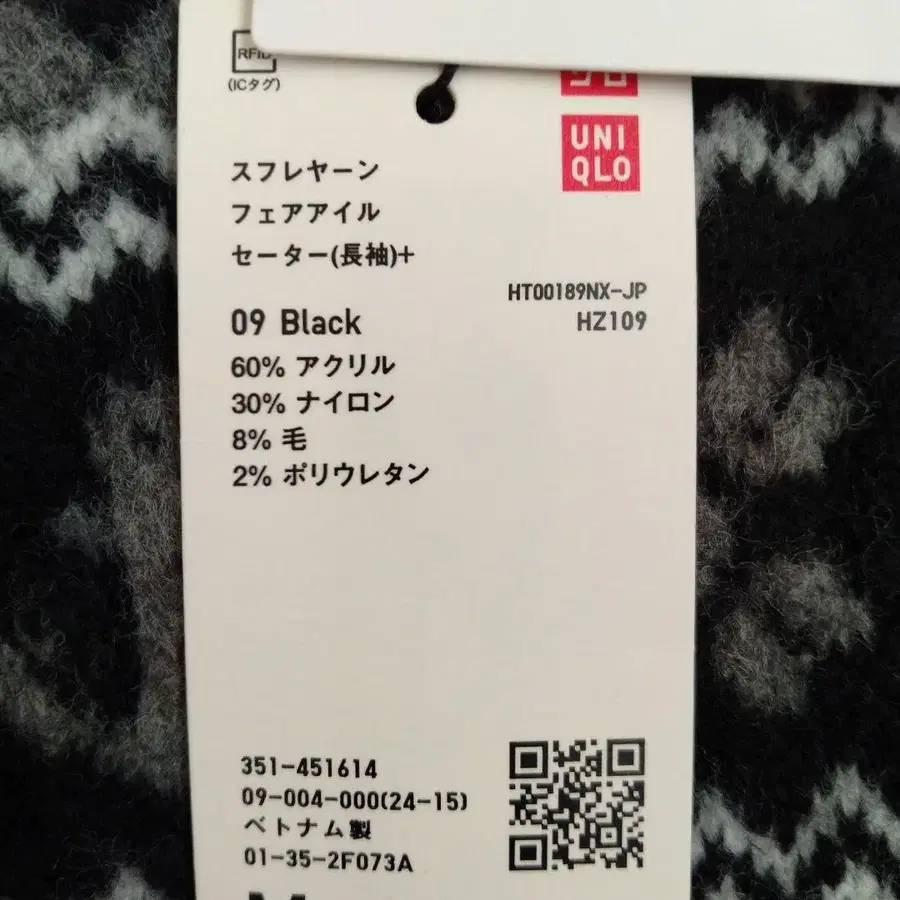 RFID
(ICタグ)
UNI
QLO
スフレヤーン
フェアアイル
セーター(長袖)+
HT00189NX-JP
HZ109
09 Black
60% アクリル
30% ナイロン
8% 毛
2% ポリウレタン
351-451614
09-004-000(24-15)
ベトナム製
01-35-2F073A